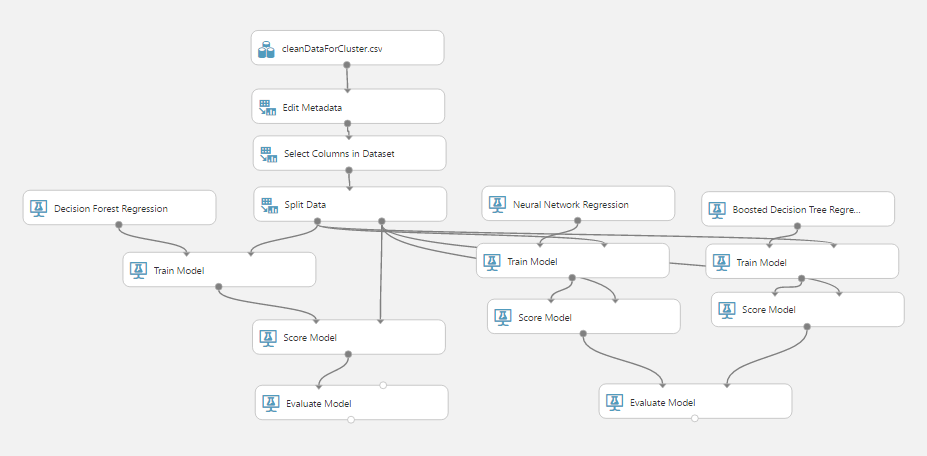 cleanDataForCluster.csv
Edit Metadata
Select Columns in Dataset
Split Data
Decision Forest Regression
Neural Network Regression
Boosted Decision Tree Regre...
Train Model
Train Model
Train Model
Score Model
Score Model
Score Model
Evaluate Model
Evaluate Model